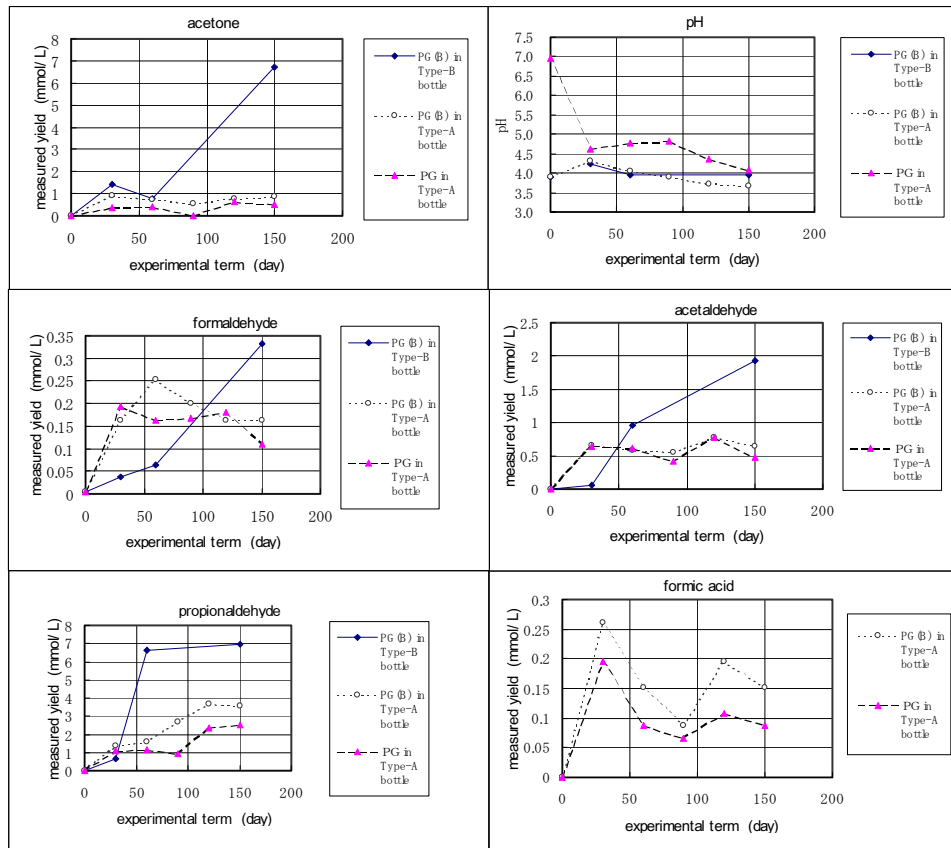 acetone
8
7
6
5
4
3
2
1
0
0 50 100 150 200
measured yield (mmol/ L)
experimental term (day)
PG(B) in
Type-B
bottle
PG(B) in
Type-A
bottle
PG in
Type-A
bottle
pH
7.5
7.0
6.5
6.0
5.5
5.0
4.5
4.0
3.5
3.0
0 50 100 150 200
pH
experimental term (day)
PG(B) in
Type-B
bottle
PG(B) in
Type-A
bottle
PG in
Type-A
bottle
formaldehyde
0.35
0.3
0.25
0.2
0.15
0.1
0.05
0
0 50 100 150 200
measured yield (mmol/ L)
experimental term (day)
PG(B) in
Type-B
bottle
PG(B) in
Type-A
bottle
PG in
Type-A
bottle
acetaldehyde
2.5
2
1.5
1
0.5
0
0 50 100 150 200
measured yield (mmol/ L)
experimental term (day)
PG(B) in
Type-B
bottle
PG(B) in
Type-A
bottle
PG in
Type-A
bottle
propionaldehyde
8
7
6
5
4
3
2
1
0
0 50 100 150 200
measured yield (mmol/ L)
experimental term (day)
PG(B) in
Type-B
bottle
PG(B) in
Type-A
bottle
PG in
Type-A
bottle
formic acid
0.3
0.25
0.2
0.15
0.1
0.05
0
0 50 100 150 200
measured yield (mmol/ L)
experimental term (day)
PG(B) in
Type-A
bottle
PG in
Type-A
bottle